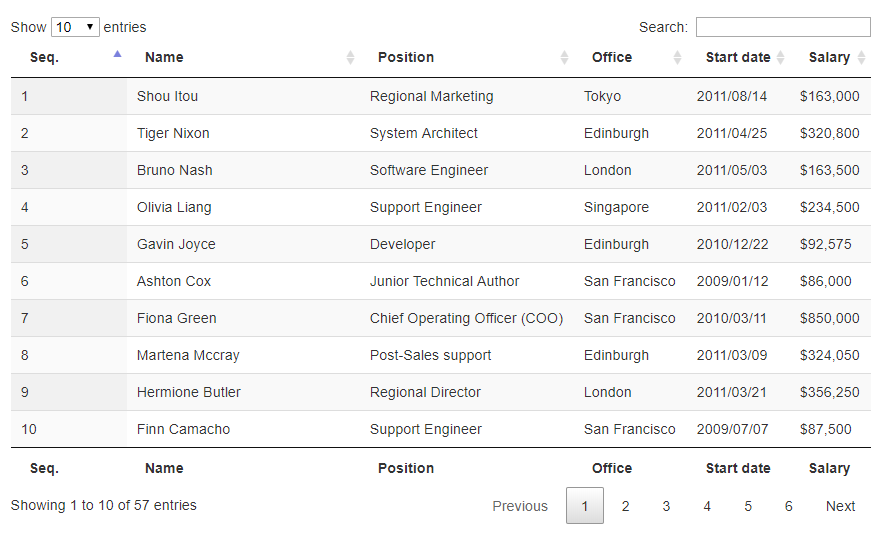 Show 10 entries Search:
Seq. Name Position Office Start date Salary
1 Shou Itou Regional Marketing Tokyo 2011/08/14 $163,000
2 Tiger Nixon System Architect Edinburgh 2011/04/25 $320,800
3 Bruno Nash Software Engineer London 2011/05/03 $163,500
4 Olivia Liang Support Engineer Singapore 2011/02/03 $234,500
5 Gavin Joyce Developer Edinburgh 2010/12/22 $92,575
6 Ashton Cox Junior Technical Author San Francisco 2009/01/12 $86,000
7 Fiona Green Chief Operating Officer (COO) San Francisco 2010/03/11 $850,000
8 Martena Mccray Post-Sales support Edinburgh 2011/03/09 $324,050
9 Hermione Butler Regional Director London 2011/03/21 $356,250
10 Finn Camacho Support Engineer San Francisco 2009/07/07 $87,500
Seq. Name Position Office Start date Salary
Showing 1 to 10 of 57 entries Previous 1 2 3 4 5 6 Next